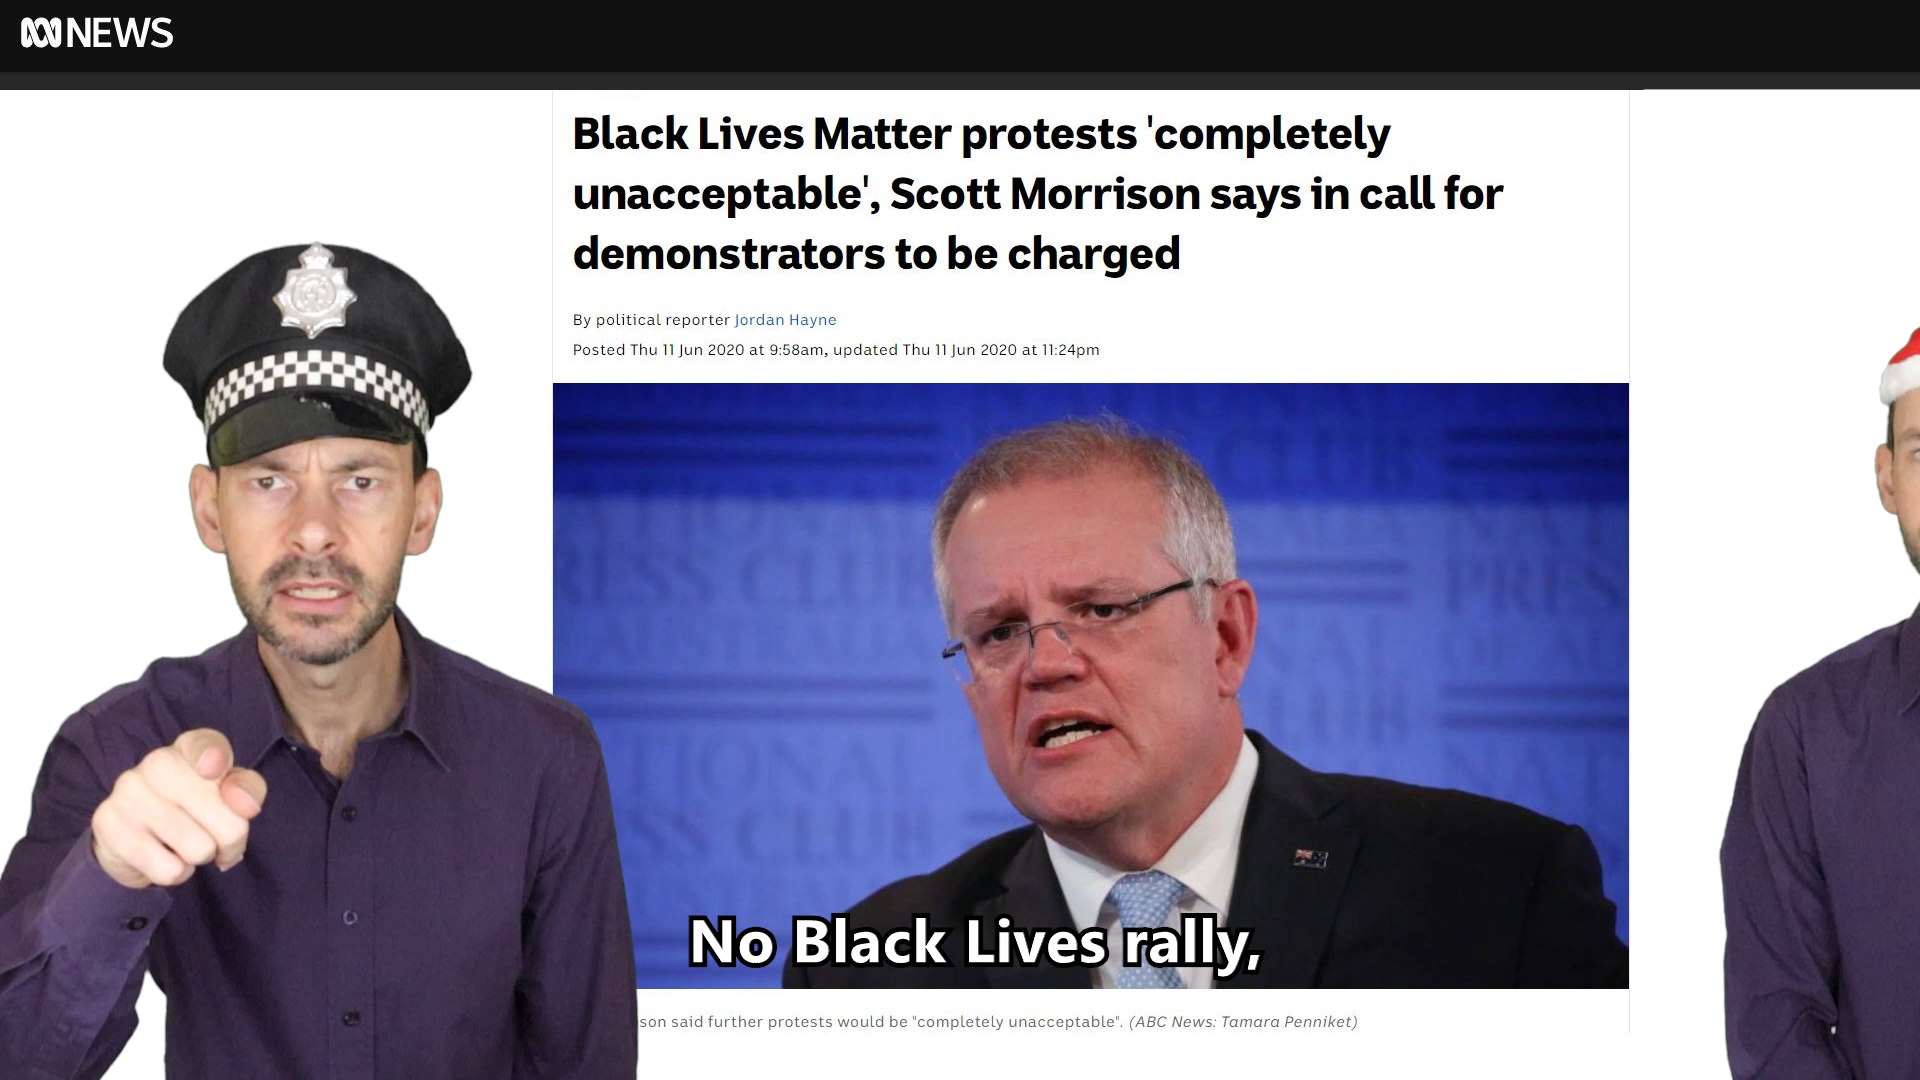 NEWS
Black Lives Matter protests 'completely
unacceptable', Scott Morrison says in call for
demonstrators to be charged
By political reporter Jordan Hayne
Posted Thu 11 Jun 2020 at 9:58am, updated Thu 11 Jun 2020 at 11:24pm
No Black Lives rally,
son said further protests would be "completely unacceptable". (ABC News: Tamara Penniket)